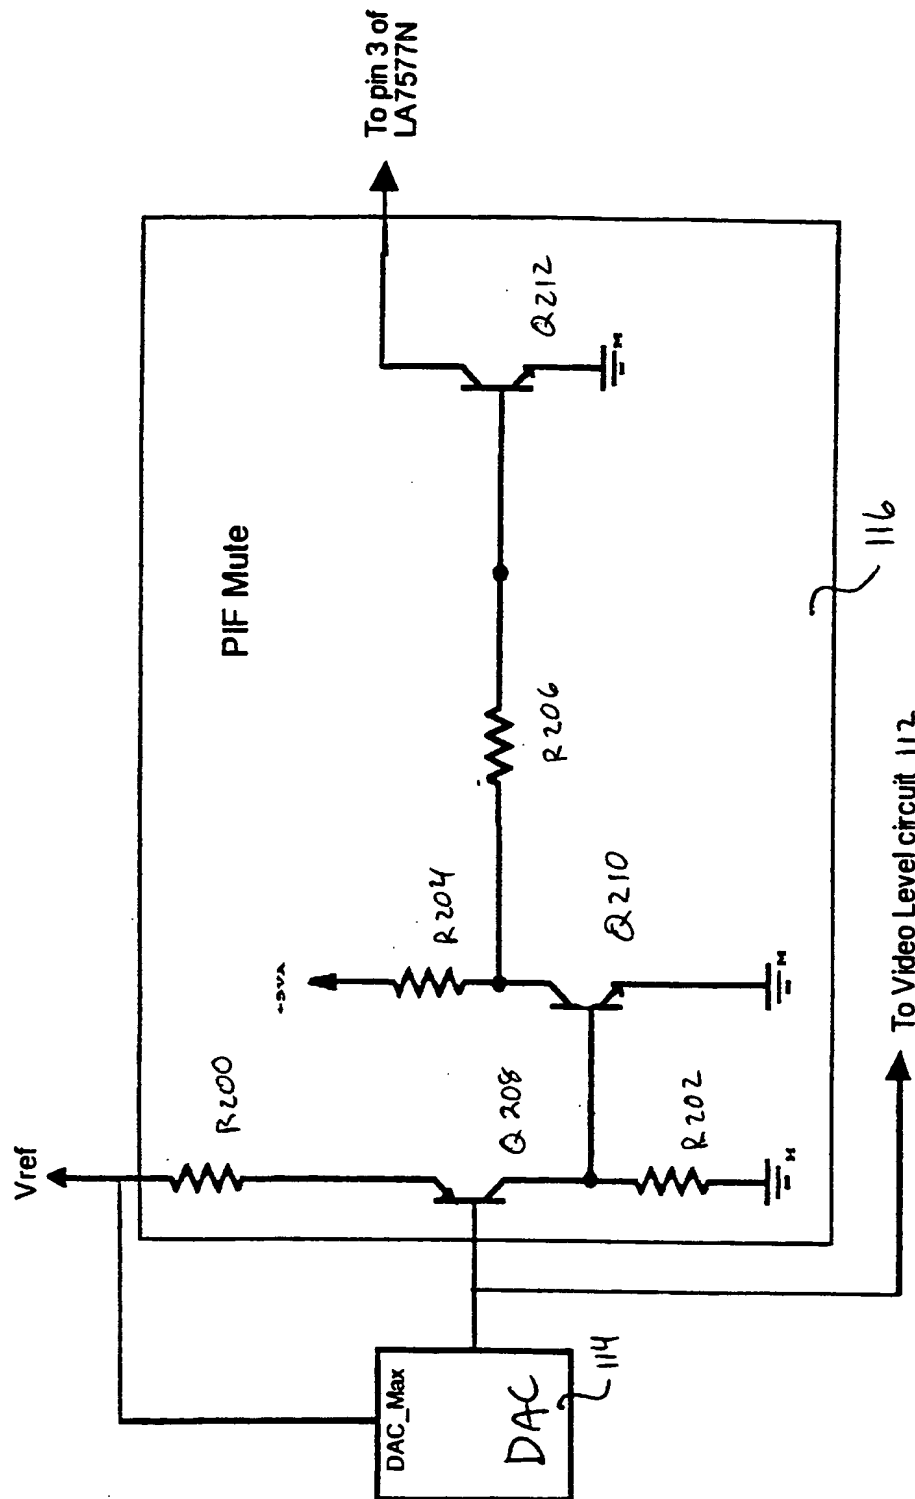 Vref
To pin 3 of
LA7577N
PIF Mute
R200
R204
R206
Q208
Q210
Q212
R202
DAC_Max
DAC
114
116
To Video Level circuit 112